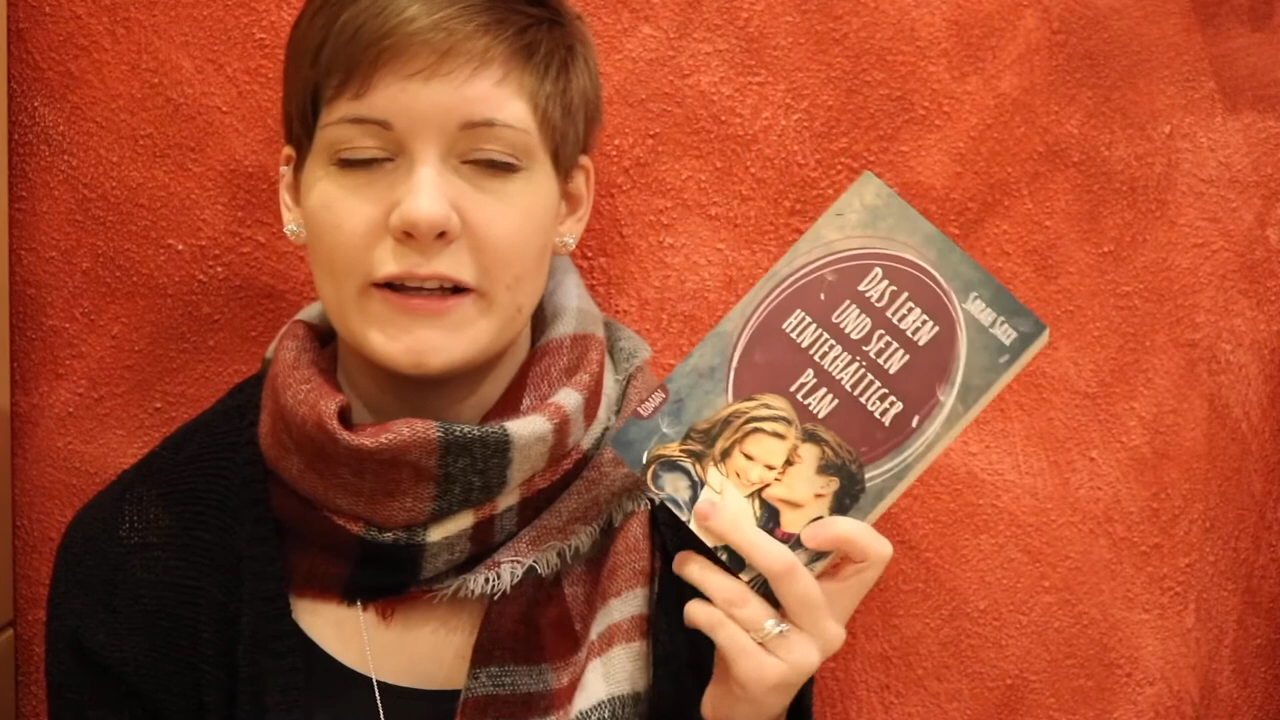 Sarah Saxx
DAS LEBEN
UND SEIN
HINTERHÄLTIGER
PLAN
ROMAN